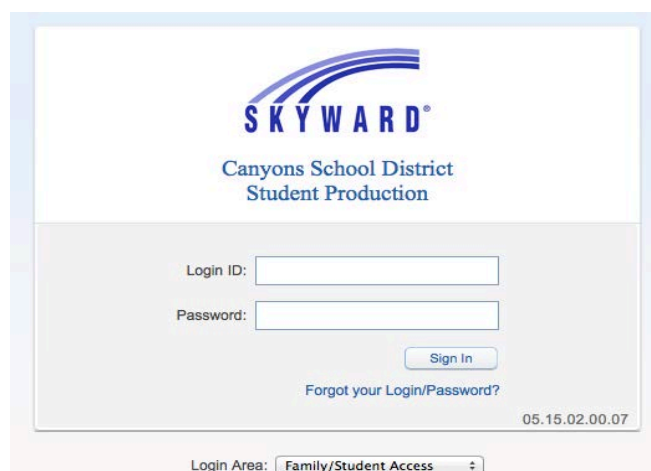 SKYWARD®
Canyons School District
Student Production
Login ID:
Password:
Sign In
Forgot your Login/Password?
05.15.02.00.07
Login Area: Family/Student Access